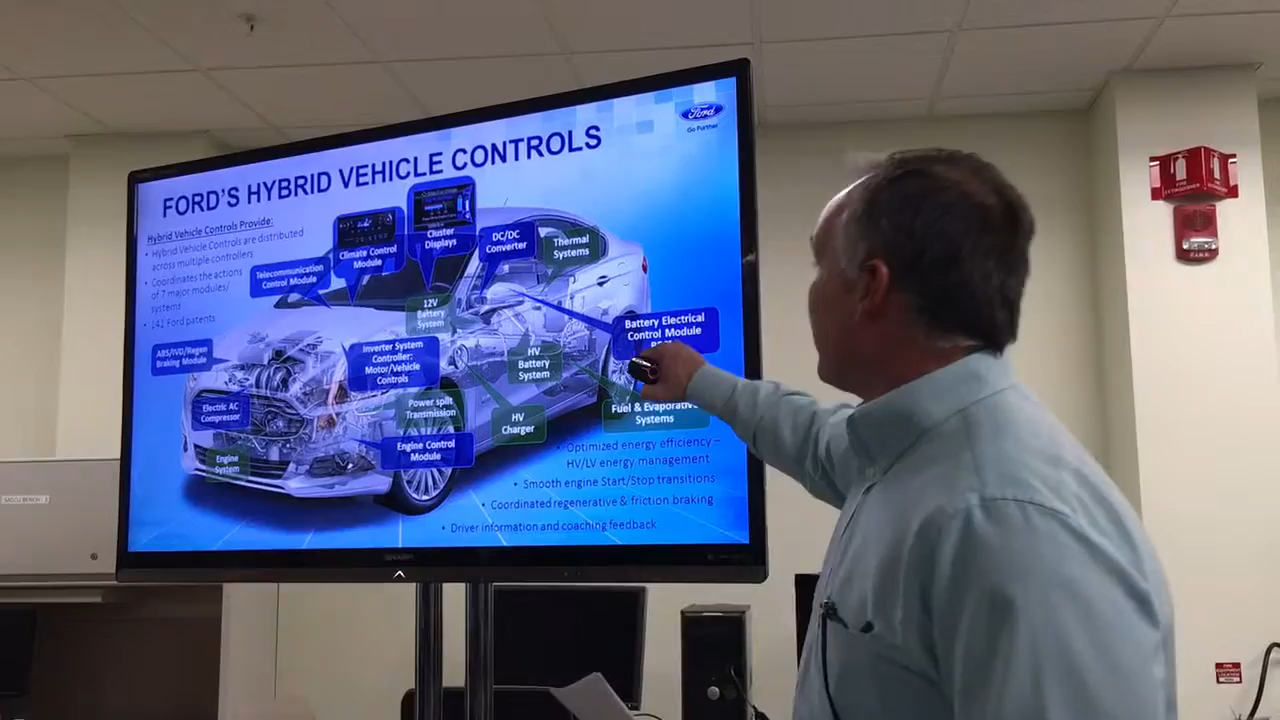 Ford
Go Further
FORD'S HYBRID VEHICLE CONTROLS
Hybrid Vehicle Controls Provide:
• Hybrid Vehicle Controls are distributed
across multiple controllers
• Coordinates the actions
of 7 major modules/
systems
• 141 Ford patents
Cluster
Displays
Climate Control
Module
Telecommunication
Control Module
DC/DC
Converter
Thermal
Systems
12V
Battery
System
Battery Electrical
Control Module
ABS/IVD/Regen
Braking Module
Inverter System
Controller:
Motor/Vehicle
Controls
HV
Battery
System
Electric AC
Compressor
Power split
Transmission
HV
Charger
Fuel & Evaporative
Systems
Engine Control
Module
Engine
System
• Optimized energy efficiency –
HV/LV energy management
• Smooth engine Start/Stop transitions
• Coordinated regenerative & friction braking
• Driver information and coaching feedback
SHARP
FIRE
EXTINGUISHER
FIRE